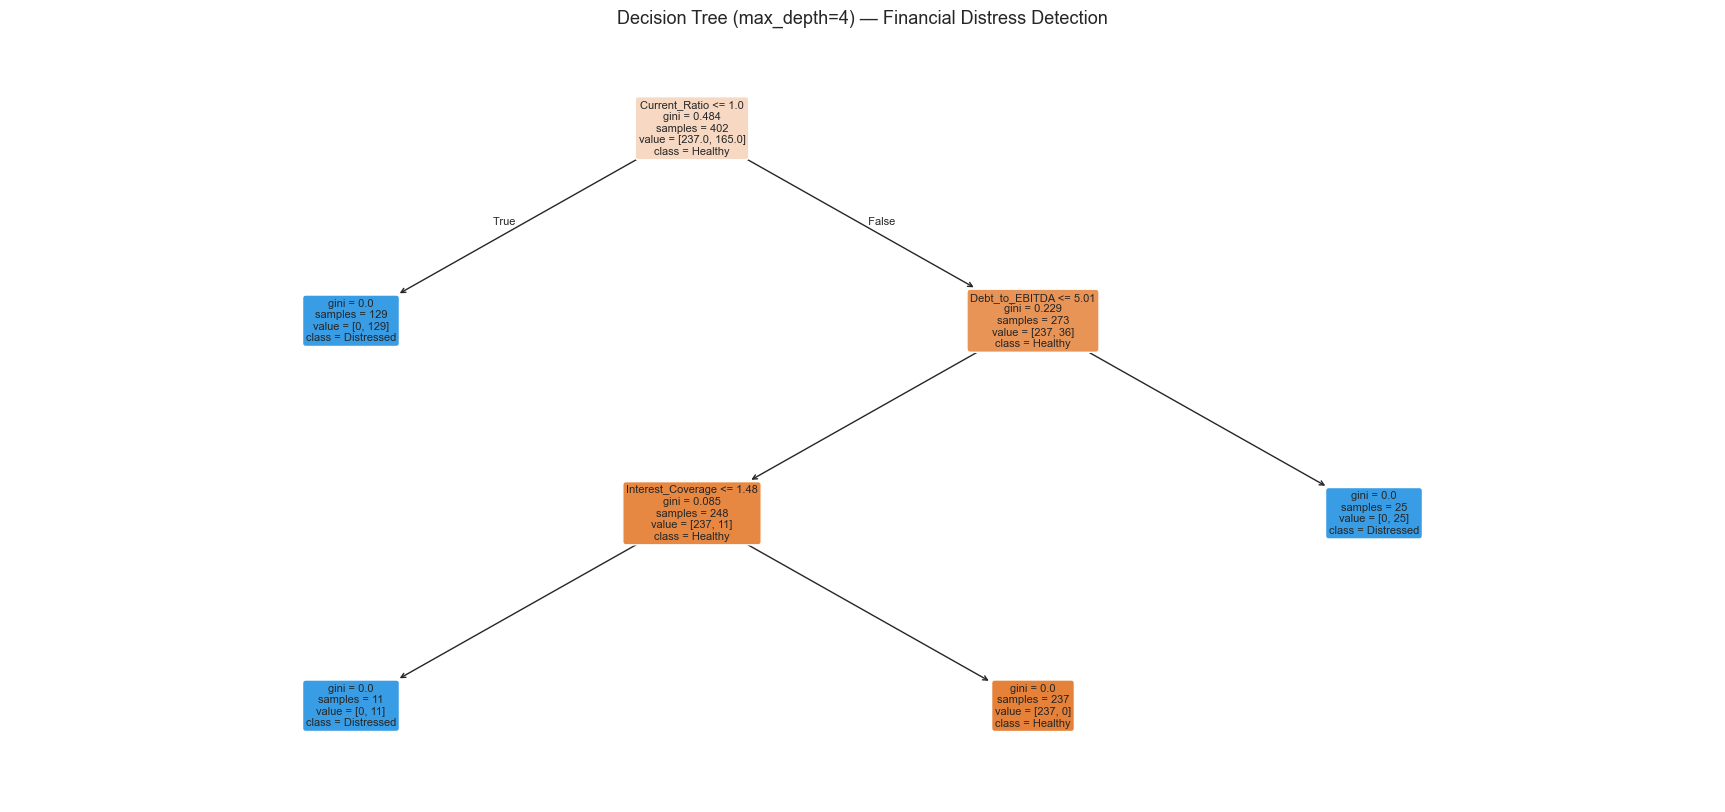 Decision Tree (max_depth=4) — Financial Distress Detection
Current_Ratio <= 1.0
gini = 0.484
samples = 402
value = [237.0, 165.0]
class = Healthy
True
False
gini = 0.0
samples = 129
value = [0, 129]
class = Distressed
Debt_to_EBITDA <= 5.01
gini = 0.229
samples = 273
value = [237, 36]
class = Healthy
Interest_Coverage <= 1.48
gini = 0.085
samples = 248
value = [237, 11]
class = Healthy
gini = 0.0
samples = 25
value = [0, 25]
class = Distressed
gini = 0.0
samples = 11
value = [0, 11]
class = Distressed
gini = 0.0
samples = 237
value = [237, 0]
class = Healthy